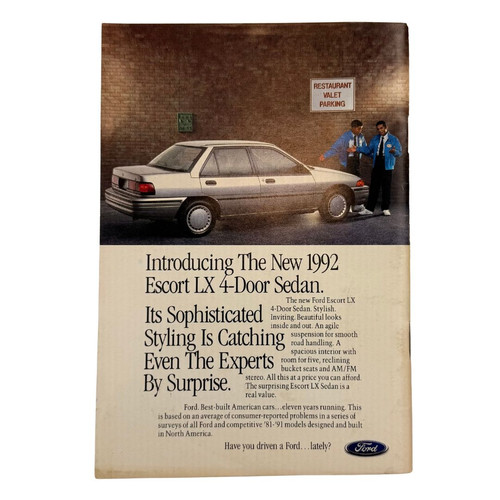 RESTAURANT
VALET
PARKING
Introducing The New 1992
Escort LX 4-Door Sedan.
Its Sophisticated
Styling Is Catching
Even The Experts
By Surprise.
The new Ford Escort LX
4-Door Sedan. Stylish.
Inviting. Beautiful looks
inside and out. An agile
suspension for smooth
road handling. A
spacious interior with
room for five, reclining
bucket seats and AM/FM
stereo. All this at a price you can afford.
The surprising Escort LX Sedan is a
real value.
Ford. Best-built American cars...eleven years running. This
is based on an average of consumer-reported problems in a series of
surveys of all Ford and competitive '81-'91 models designed and built
in North America.
Have you driven a Ford...lately?
Ford